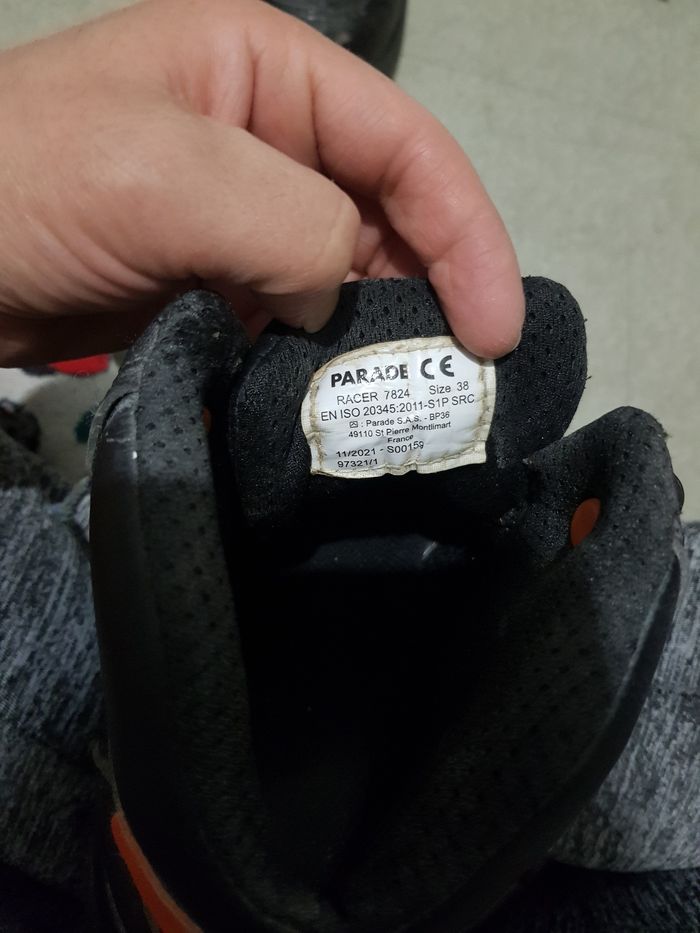 PARADE CE
RACER 7824 Size 38
EN ISO 20345:2011-S1P SRC
: Parade S.A.S. - BP36
49110 St Pierre Montlimart
France
11/2021 - S00159
97321/1